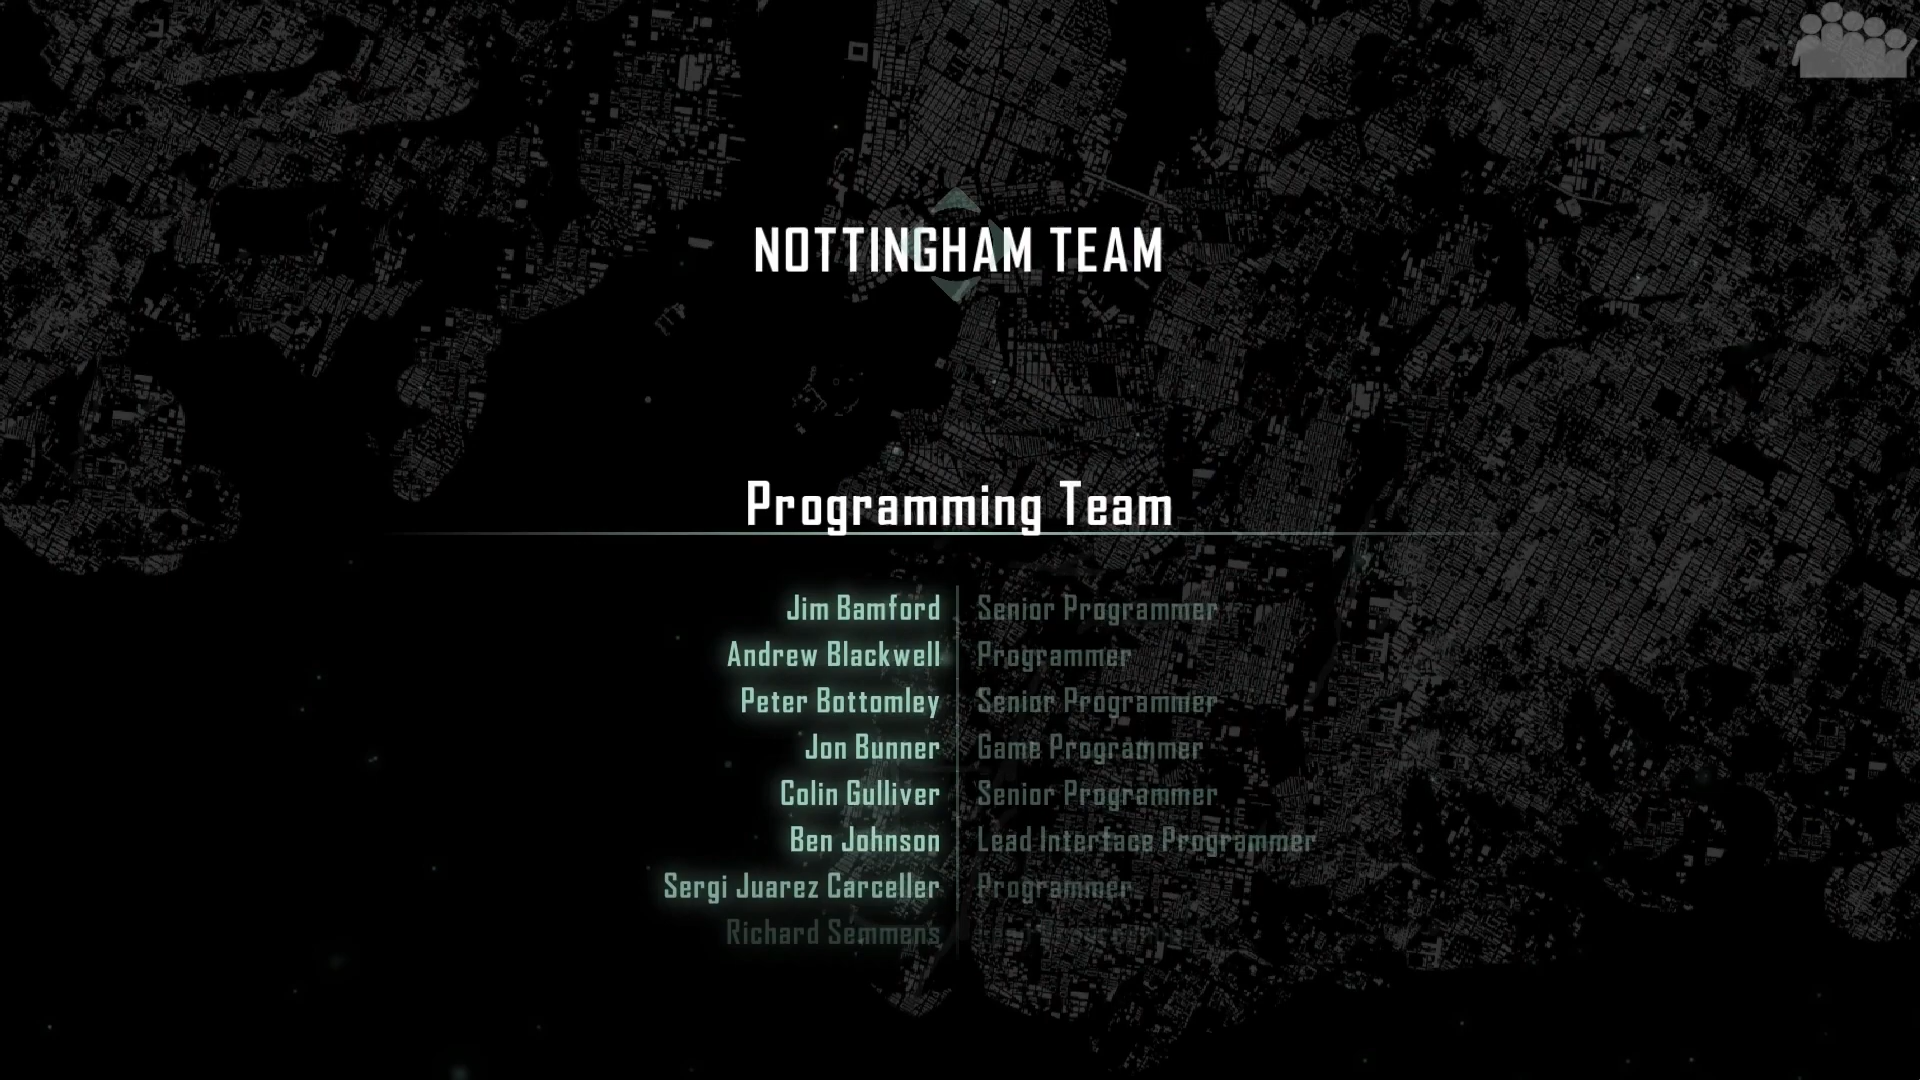 NOTTINGHAM TEAM
Programming Team
Jim Bamford Senior Programmer
Andrew Blackwell Programmer
Peter Bottomley Senior Programmer
Jon Bunner Game Programmer
Colin Gulliver Senior Programmer
Ben Johnson Lead Interface Programmer
Sergi Juarez Carceller Programmer
Richard Semmens